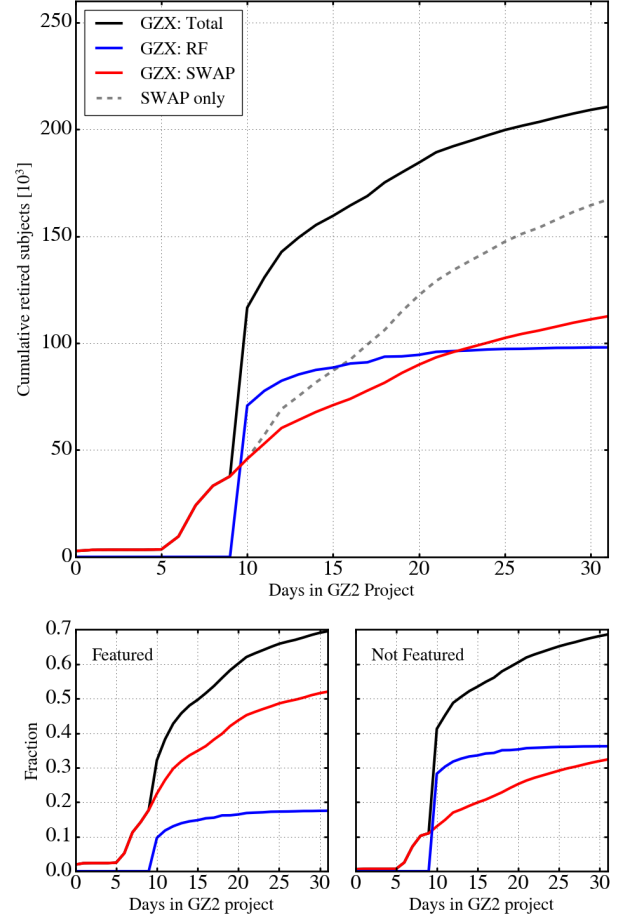 GZX: Total
GZX: RF
GZX: SWAP
SWAP only
Cumulative retired subjects [10³]
250
200
150
100
50
0
0 5 10 15 20 25 30
Days in GZ2 Project
Featured
Fraction
0.7
0.6
0.5
0.4
0.3
0.2
0.1
0.0
0 5 10 15 20 25 30
Days in GZ2 project
Not Featured
0 5 10 15 20 25 30
Days in GZ2 project